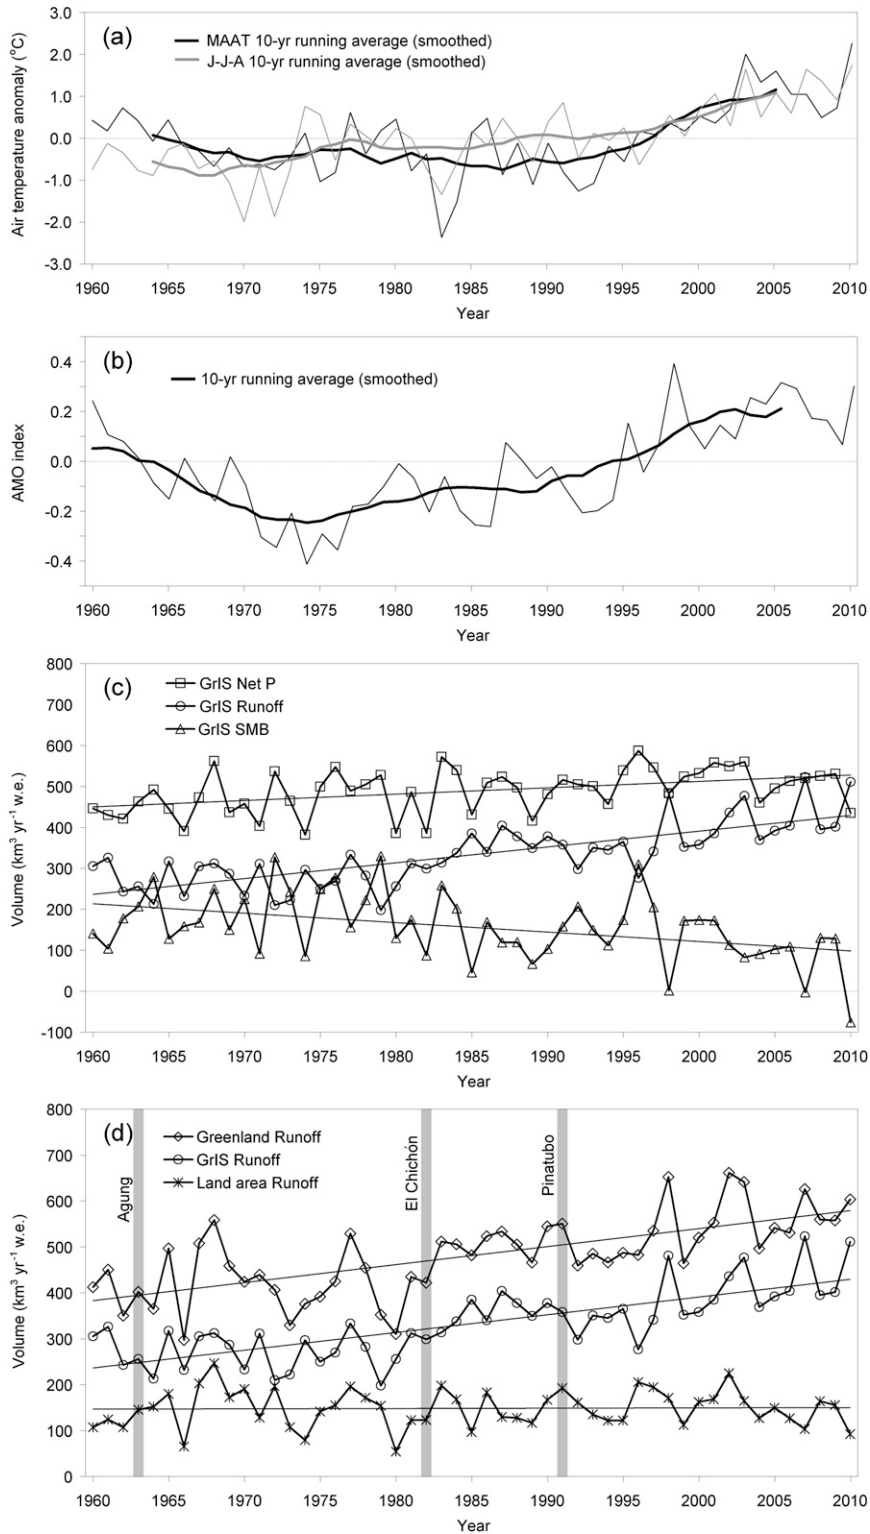 (a)
MAAT 10-yr running average (smoothed)
J-J-A 10-yr running average (smoothed)
Air temperature anomaly (°C)
3.0
2.0
1.0
0.0
-1.0
-2.0
-3.0
1960 1965 1970 1975 1980 1985 1990 1995 2000 2005 2010
Year
(b)
10-yr running average (smoothed)
AMO index
0.4
0.2
0.0
-0.2
-0.4
1960 1965 1970 1975 1980 1985 1990 1995 2000 2005 2010
Year
(c)
GrIS Net P
GrIS Runoff
GrIS SMB
Volume (km³ yr⁻¹ w.e.)
800
700
600
500
400
300
200
100
0
-100
1960 1965 1970 1975 1980 1985 1990 1995 2000 2005 2010
Year
(d)
Greenland Runoff
GrIS Runoff
Land area Runoff
Agung
El Chichón
Pinatubo
Volume (km³ yr⁻¹ w.e.)
800
700
600
500
400
300
200
100
0
1960 1965 1970 1975 1980 1985 1990 1995 2000 2005 2010
Year